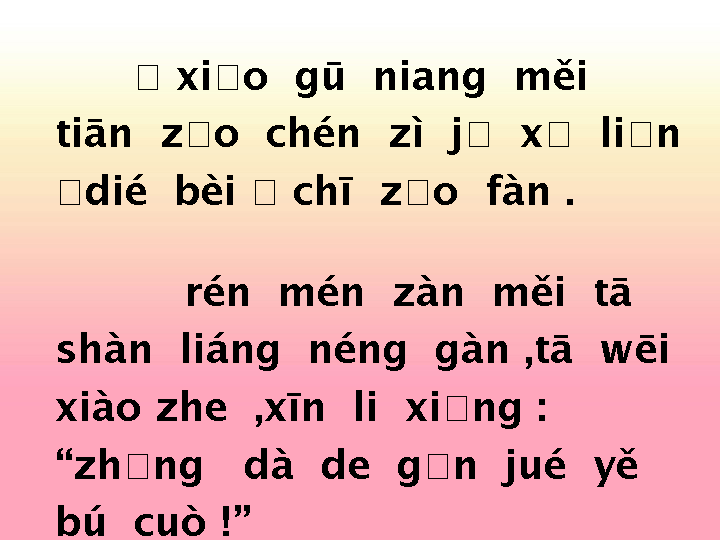 □ xi□o gū niang měi
tiān z□o chén zì j□ x□ li□n
□dié bèi □ chī z□o fàn .
rén mén zàn měi tā
shàn liáng néng gàn ,tā wēi
xiào zhe ,xīn li xi□ng :
“zh□ng dà de g□n jué yě
bú cuò !”